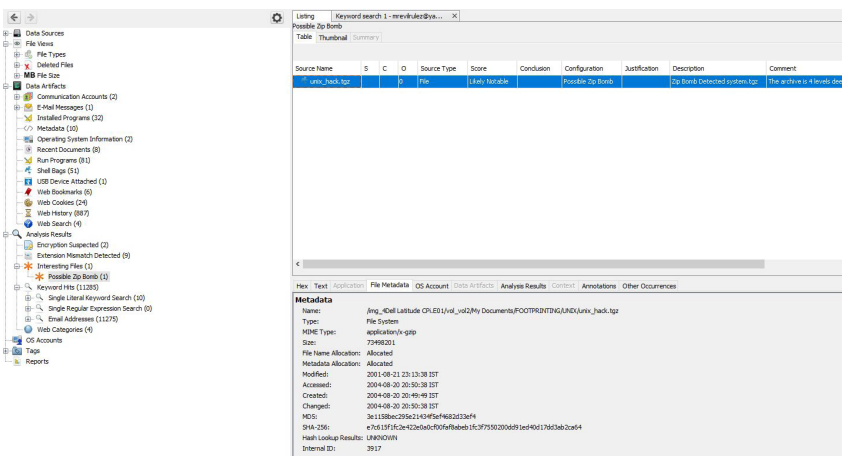 Data Sources
File Views
File Types
Deleted Files
MB File Size
Data Artifacts
Communication Accounts (2)
E-Mail Messages (1)
Installed Programs (32)
Metadata (10)
Operating System Information (2)
Recent Documents (8)
Run Programs (81)
Shell Bags (51)
USB Device Attached (1)
Web Bookmarks (6)
Web Cookies (24)
Web History (887)
Web Search (4)
Analysis Results
Encryption Suspected (2)
Extension Mismatch Detected (9)
Interesting Files (1)
Possible Zip Bomb (1)
Keyword Hits (11285)
Single Literal Keyword Search (10)
Single Regular Expression Search (0)
Email Addresses (11275)
Web Categories (4)
OS Accounts
Tags
Reports
Listing Keyword search 1 - mrevilrulez@ya... X
Possible Zip Bomb
Table Thumbnail Summary
Source Name S C O Source Type Score Conclusion Configuration Justification Description Comment
unix_hack.tgz 0 File Likely Notable Possible Zip Bomb Zip Bomb Detected system.tgz The archive is 4 levels dee
Hex Text Application File Metadata OS Account Data Artifacts Analysis Results Context Annotations Other Occurrences
Metadata
Name: /img_4Dell Latitude CPi.E01/vol_vol2/My Documents/FOOTPRINTING/UNIX/unix_hack.tgz
Type: File System
MIME Type: application/x-gzip
Size: 73498201
File Name Allocation: Allocated
Metadata Allocation: Allocated
Modified: 2001-08-21 23:13:38 IST
Accessed: 2004-08-20 20:50:38 IST
Created: 2004-08-20 20:49:49 IST
Changed: 2004-08-20 20:50:38 IST
MD5: 3e1158bec295e21434f5ef4682d33ef4
SHA-256: e7c615f1fc2e422e0a0cf00faf8abeb1fc3f7550200dd91ed40d17dd3ab2ca64
Hash Lookup Results: UNKNOWN
Internal ID: 3917